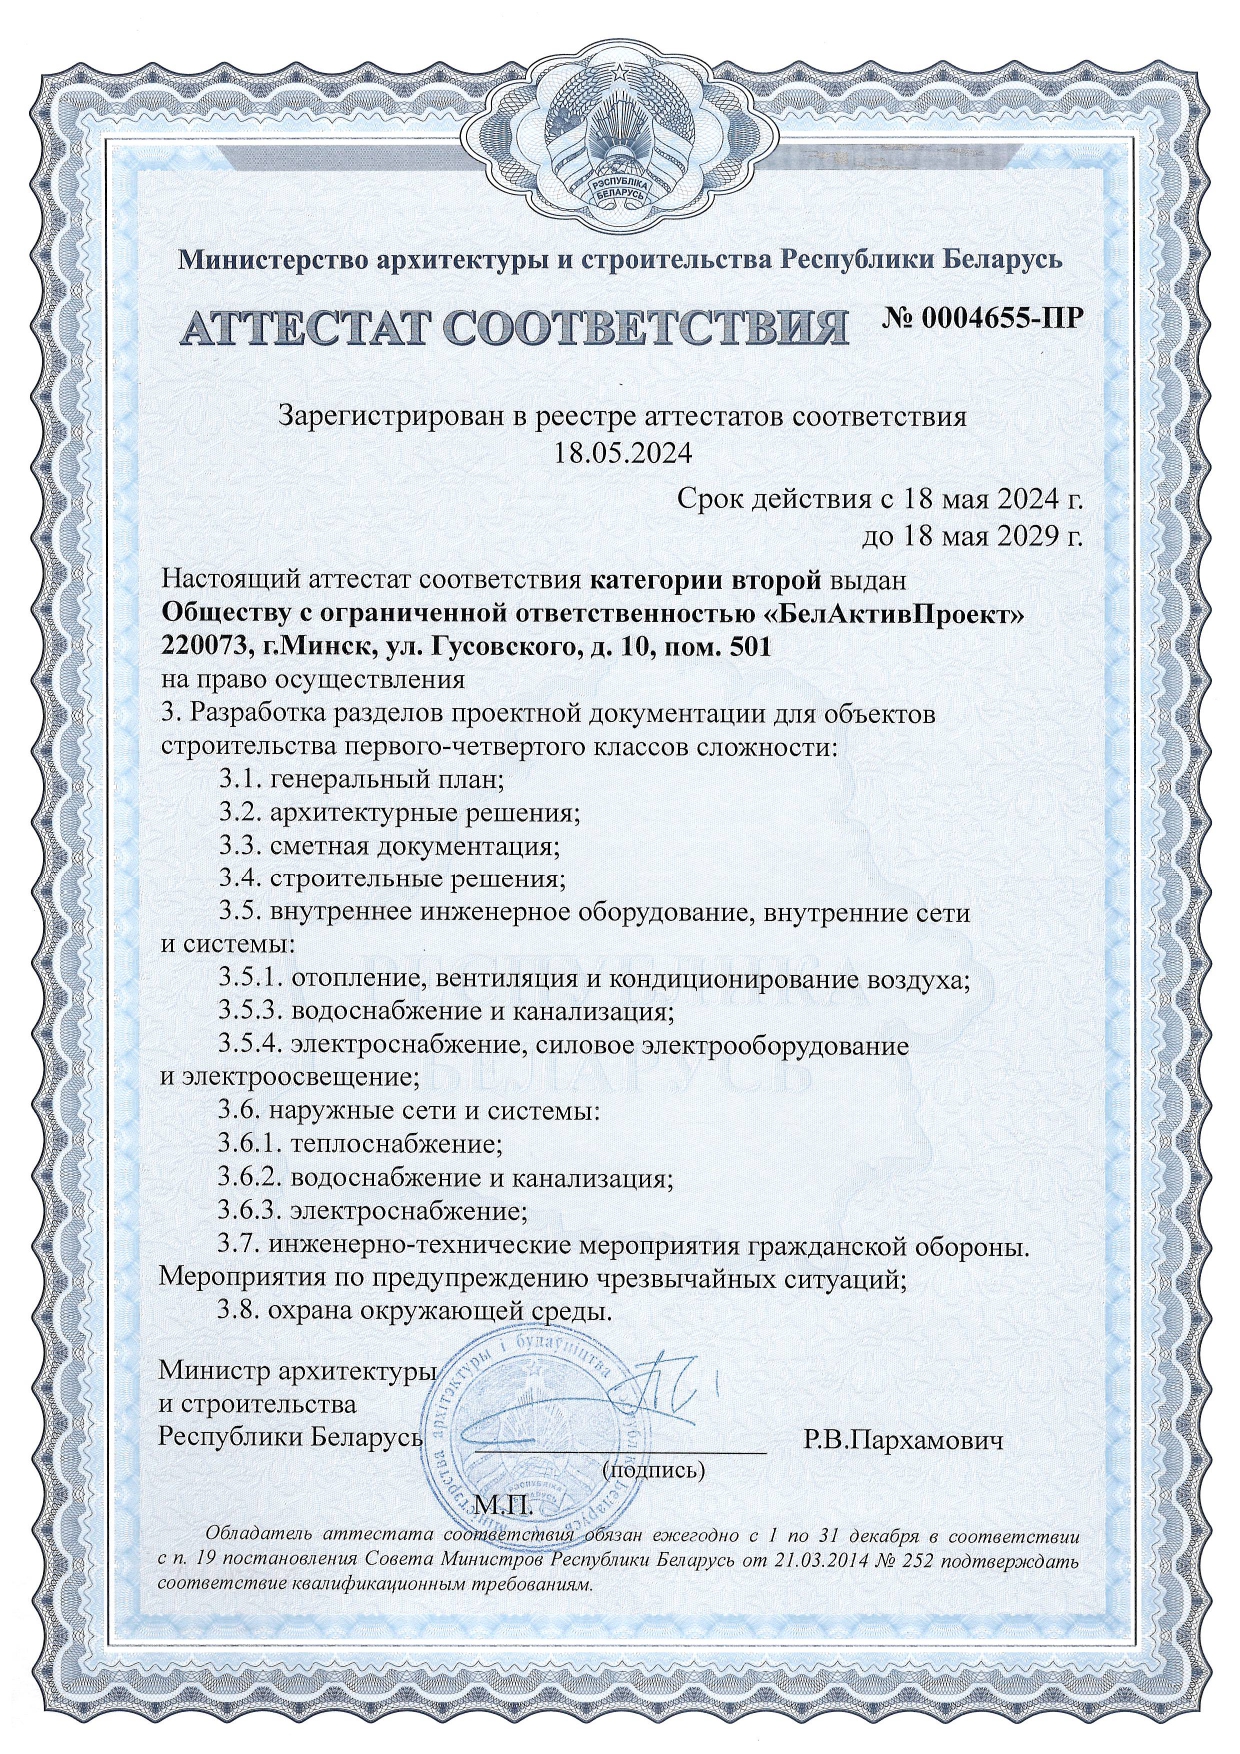 РЭСПУБЛІКА
БЕЛАРУСЬ
Министерство архитектуры и строительства Республики Беларусь
АТТЕСТАТ СООТВЕТСТВИЯ № 0004655-ПР
Зарегистрирован в реестре аттестатов соответствия
18.05.2024
Срок действия с 18 мая 2024 г.
до 18 мая 2029 г.
Настоящий аттестат соответствия категории второй выдан
Обществу с ограниченной ответственностью «БелАктивПроект»
220073, г.Минск, ул. Гусовского, д. 10, пом. 501
на право осуществления
3. Разработка разделов проектной документации для объектов
строительства первого-четвертого классов сложности:
3.1. генеральный план;
3.2. архитектурные решения;
3.3. сметная документация;
3.4. строительные решения;
3.5. внутреннее инженерное оборудование, внутренние сети
и системы:
3.5.1. отопление, вентиляция и кондиционирование воздуха;
3.5.3. водоснабжение и канализация;
3.5.4. электроснабжение, силовое электрооборудование
и электроосвещение;
3.6. наружные сети и системы:
3.6.1. теплоснабжение;
3.6.2. водоснабжение и канализация;
3.6.3. электроснабжение;
3.7. инженерно-технические мероприятия гражданской обороны.
Мероприятия по предупреждению чрезвычайных ситуаций;
3.8. охрана окружающей среды.
Министр архитектуры
и строительства
Республики Беларусь Р.В.Пархамович
(подпись)
М.П.
Обладатель аттестата соответствия обязан ежегодно с 1 по 31 декабря в соответствии
с п. 19 постановления Совета Министров Республики Беларусь от 21.03.2014 № 252 подтверждать
соответствие квалификационным требованиям.